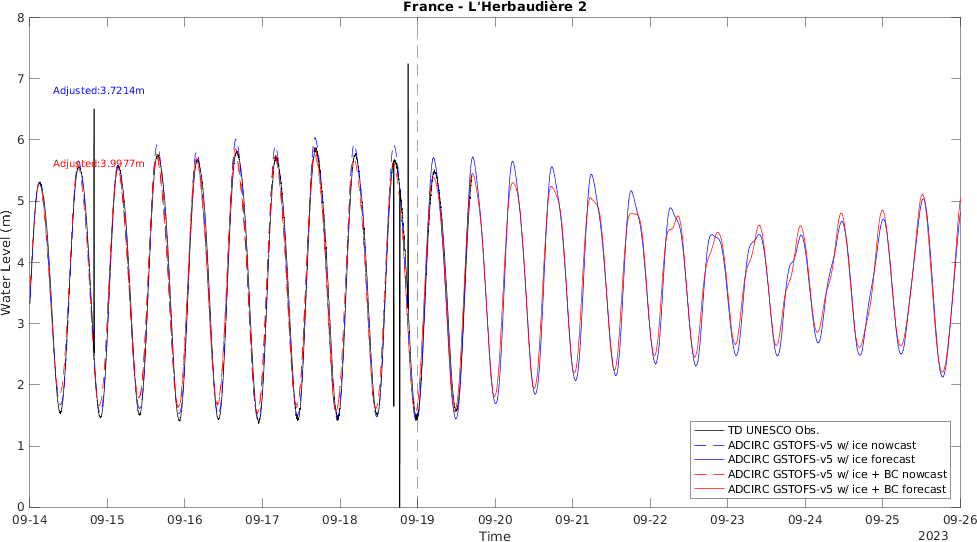 France - L'Herbaudière 2
8
7
6
5
4
3
2
1
0
Water Level (m)
Adjusted:3.7214m
Adjusted:3.9977m
TD UNESCO Obs.
ADCIRC GSTOFS-v5 w/ ice nowcast
ADCIRC GSTOFS-v5 w/ ice forecast
ADCIRC GSTOFS-v5 w/ ice + BC nowcast
ADCIRC GSTOFS-v5 w/ ice + BC forecast
09-14 09-15 09-16 09-17 09-18 09-19 09-20 09-21 09-22 09-23 09-24 09-25 09-26
Time
2023